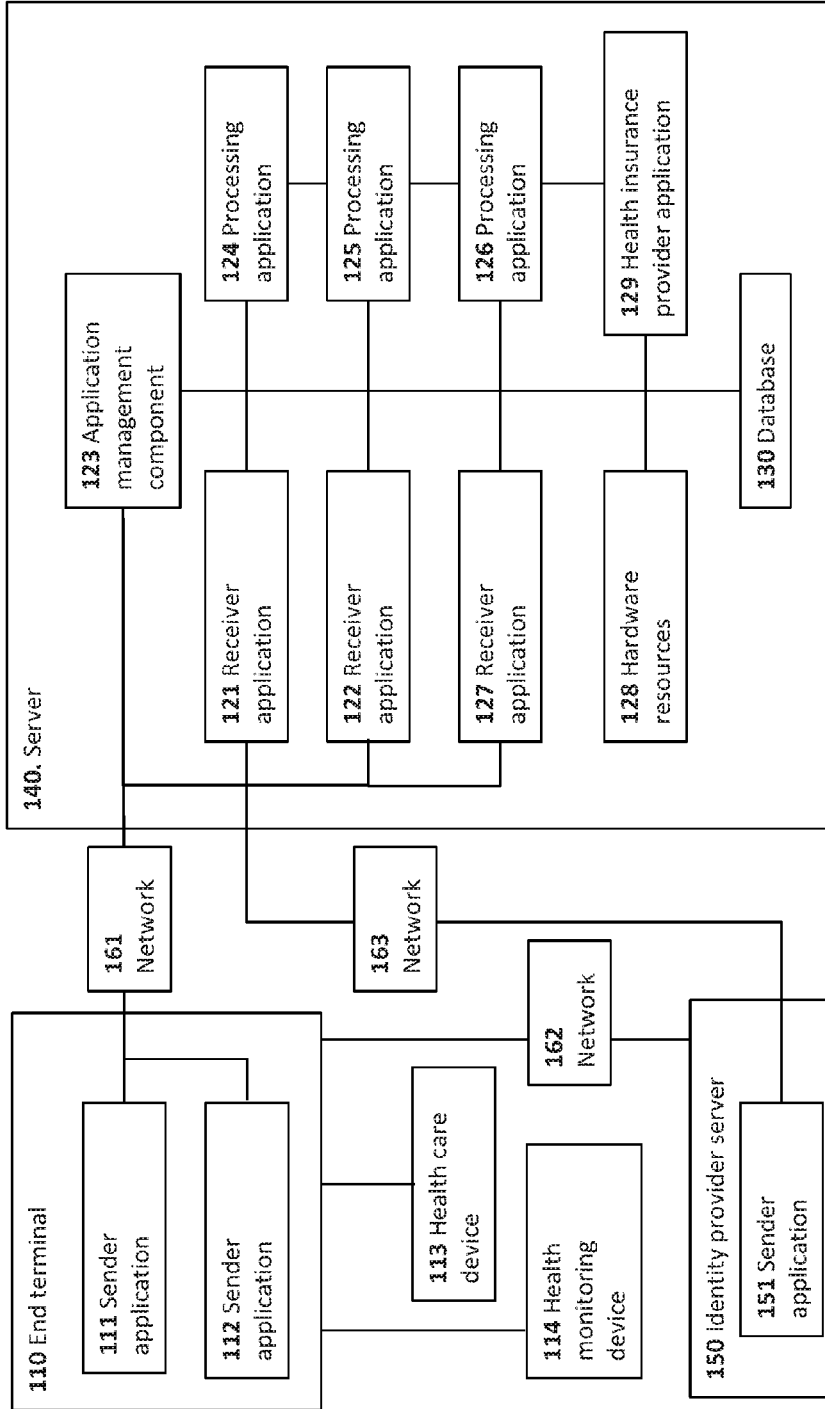 110 End terminal
111 Sender
application
112 Sender
application
113 Health care
device
114 Health
monitoring
device
150 Identity provider server
151 Sender
application
161
Network
163
Network
162
Network
140. Server
123 Application
management
component
121 Receiver
application
122 Receiver
application
127 Receiver
application
128 Hardware
resources
124 Processing
application
125 Processing
application
126 Processing
application
129 Health insurance
provider application
130 Database